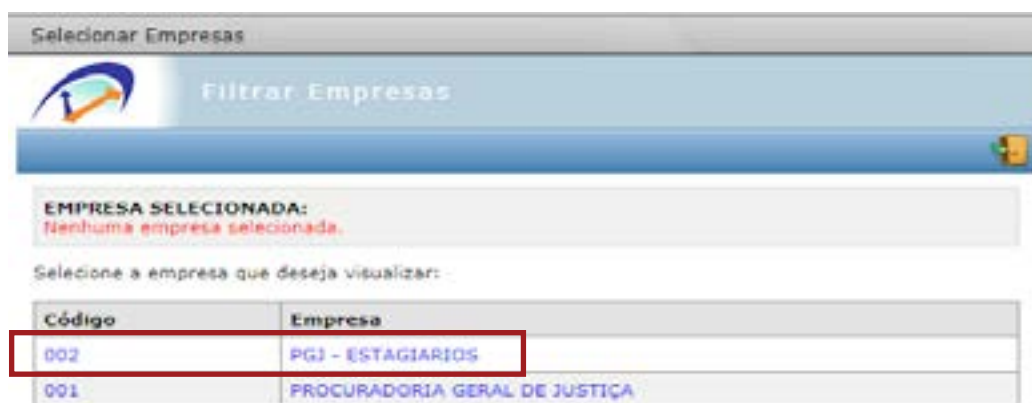 Selecionar Empresas
Filtrar Empresas
EMPRESA SELECIONADA:
Nenhuma empresa selecionada.
Selecione a empresa que deseja visualizar:
Código Empresa
002 PGJ - ESTAGIARIOS
001 PROCURADORIA GERAL DE JUSTIÇA